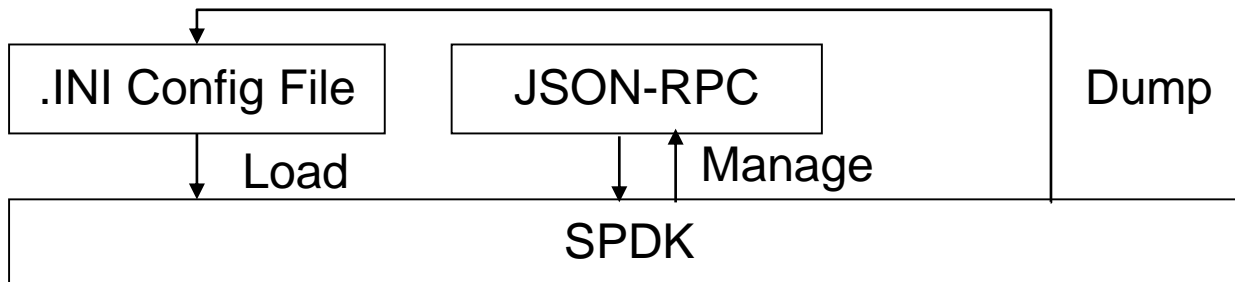 .INI Config File
JSON-RPC
Dump
Load
Manage
SPDK